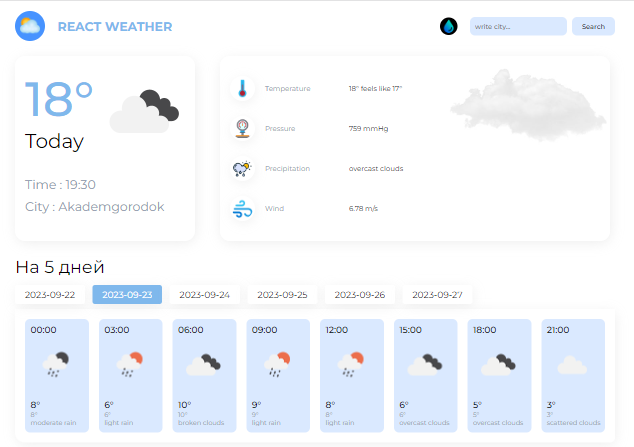 REACT WEATHER
write city...
Search
18°
Today
Time : 19:30
City : Akademgorodok
Temperature 18° feels like 17°
Pressure 759 mmHg
Precipitation overcast clouds
Wind 6.78 m/s
На 5 дней
2023-09-22 2023-09-23 2023-09-24 2023-09-25 2023-09-26 2023-09-27
00:00 03:00 06:00 09:00 12:00 15:00 18:00 21:00
8° 6° 10° 9° 8° 6° 5° 3°
8° 6° 10° 9° 8° 6° 5° 3°
moderate rain light rain broken clouds light rain light rain overcast clouds overcast clouds scattered clouds